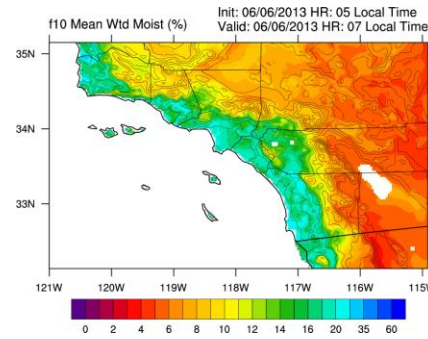 Init: 06/06/2013 HR: 05 Local Time
f10 Mean Wtd Moist (%)
Valid: 06/06/2013 HR: 07 Local Time
35N
34N
33N
121W 120W 119W 118W 117W 116W 115W
0 2 4 6 8 10 12 14 16 20 35 60